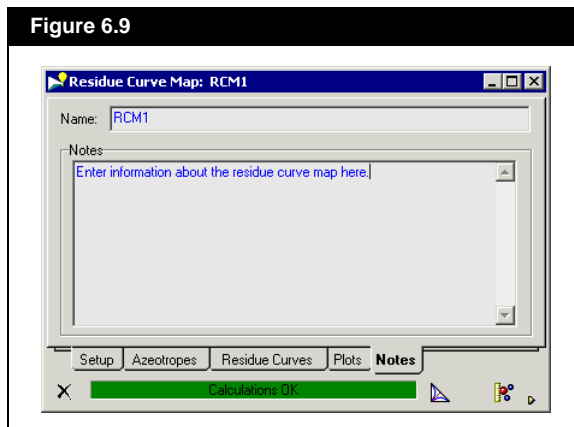 Figure 6.9
Residue Curve Map: RCM1
Name: RCM1
Notes
Enter information about the residue curve map here.
Setup Azeotropes Residue Curves Plots Notes
Calculations OK